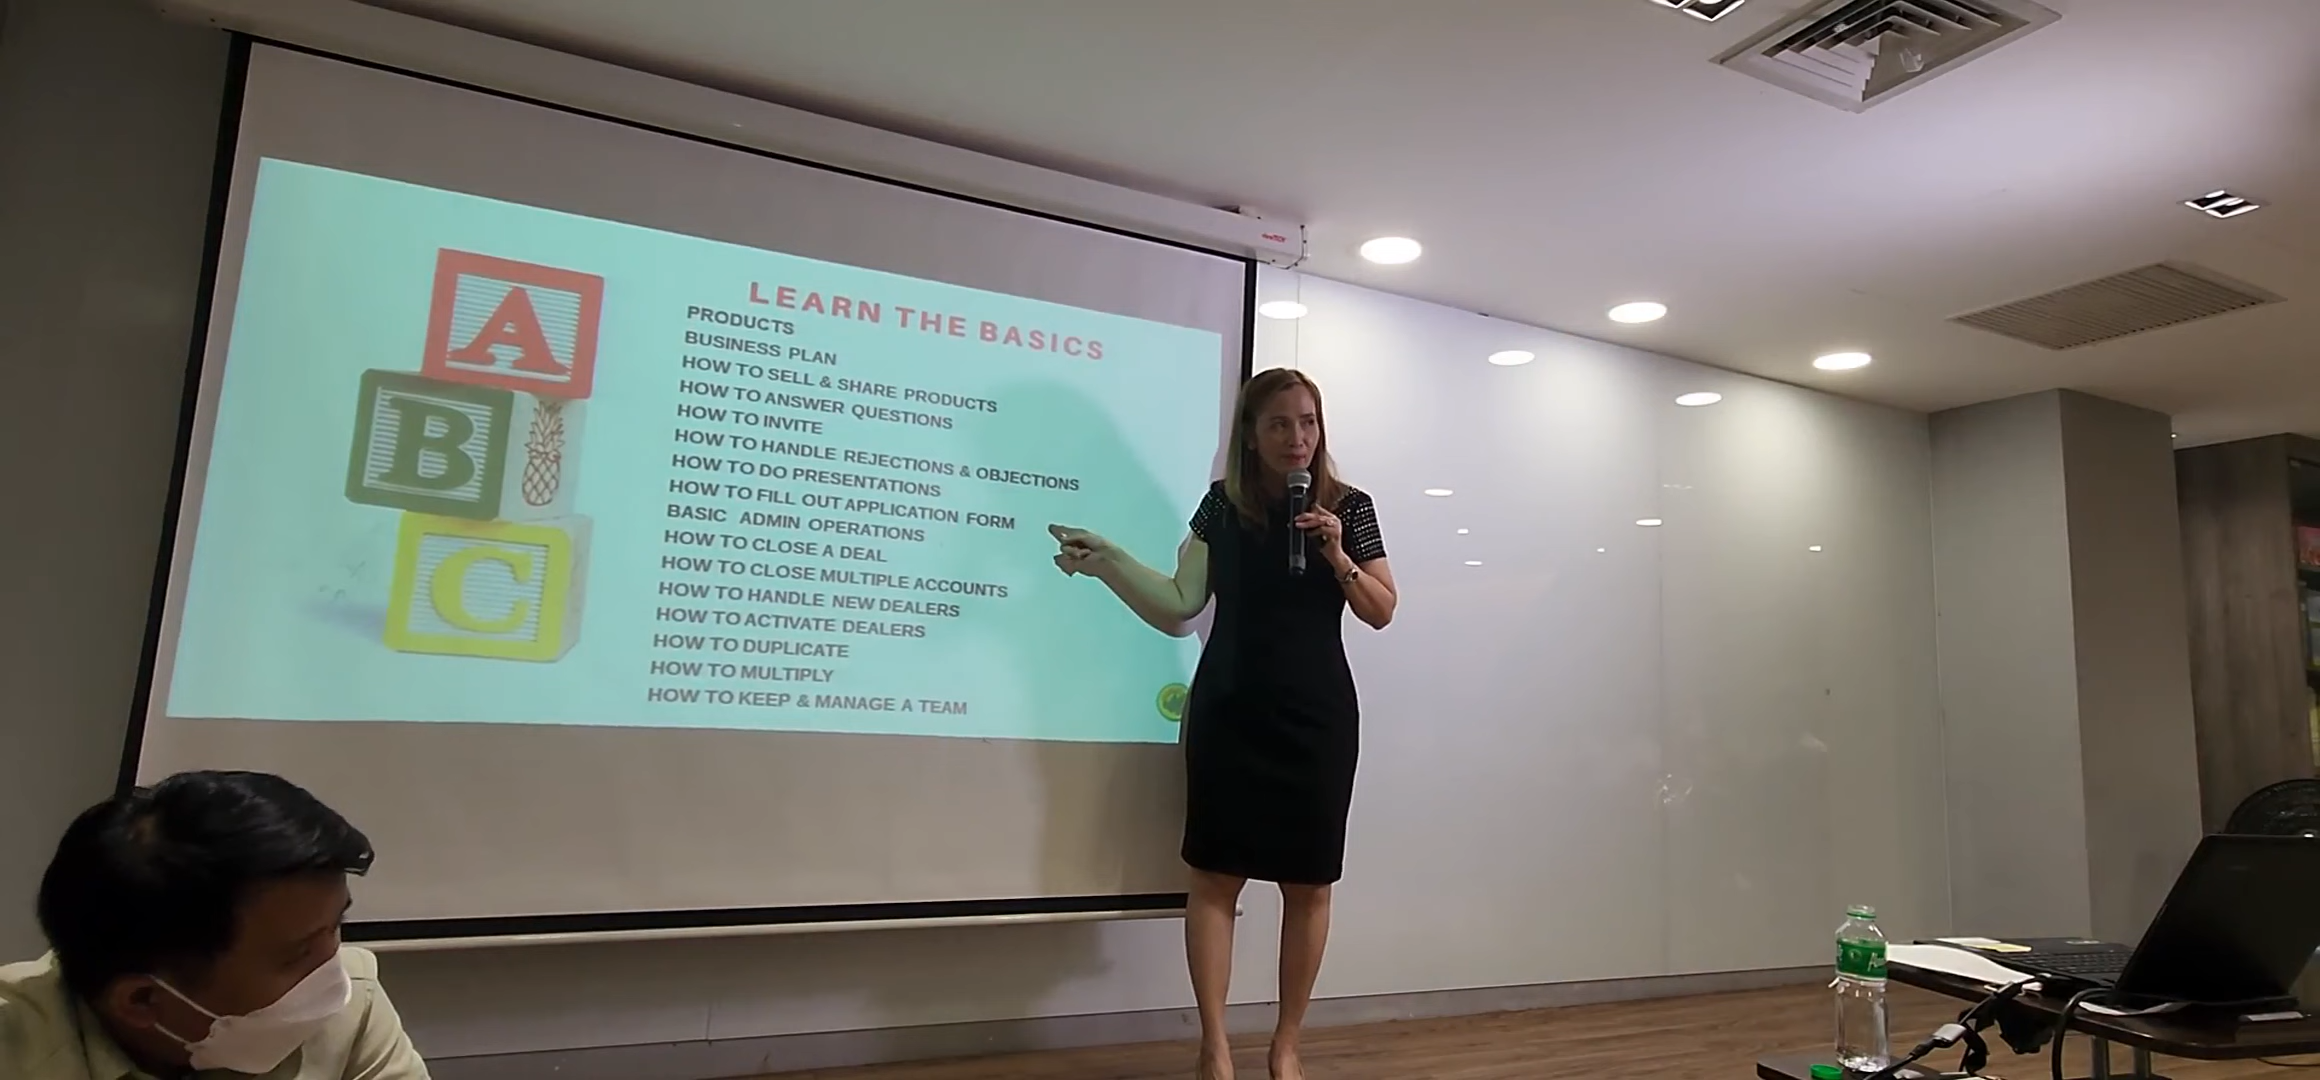 LEARN THE BASICS
PRODUCTS
BUSINESS PLAN
HOW TO SELL & SHARE PRODUCTS
HOW TO ANSWER QUESTIONS
HOW TO INVITE
HOW TO HANDLE REJECTIONS & OBJECTIONS
HOW TO DO PRESENTATIONS
HOW TO FILL OUT APPLICATION FORM
BASIC ADMIN OPERATIONS
HOW TO CLOSE A DEAL
HOW TO CLOSE MULTIPLE ACCOUNTS
HOW TO HANDLE NEW DEALERS
HOW TO ACTIVATE DEALERS
HOW TO DUPLICATE
HOW TO MULTIPLY
HOW TO KEEP & MANAGE A TEAM
A
B
C